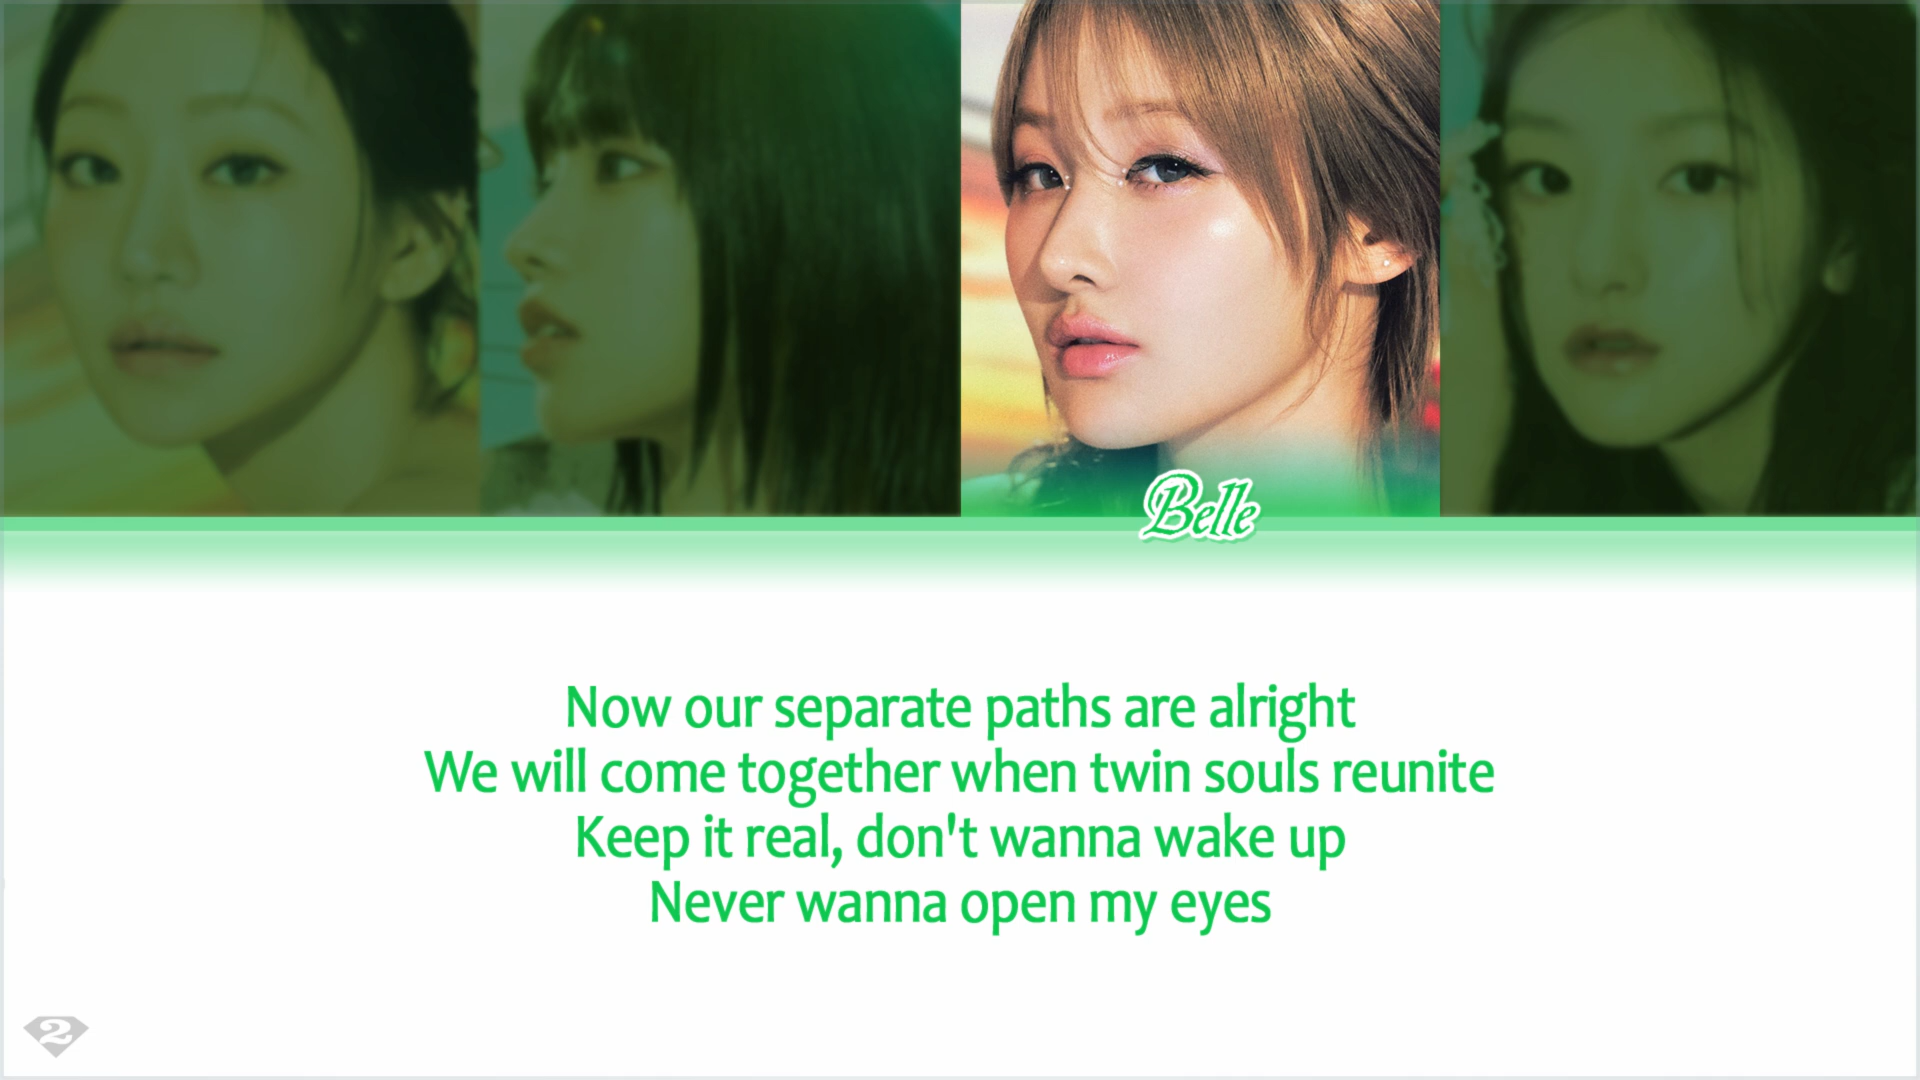 Belle
Now our separate paths are alright
We will come together when twin souls reunite
Keep it real, don't wanna wake up
Never wanna open my eyes
2